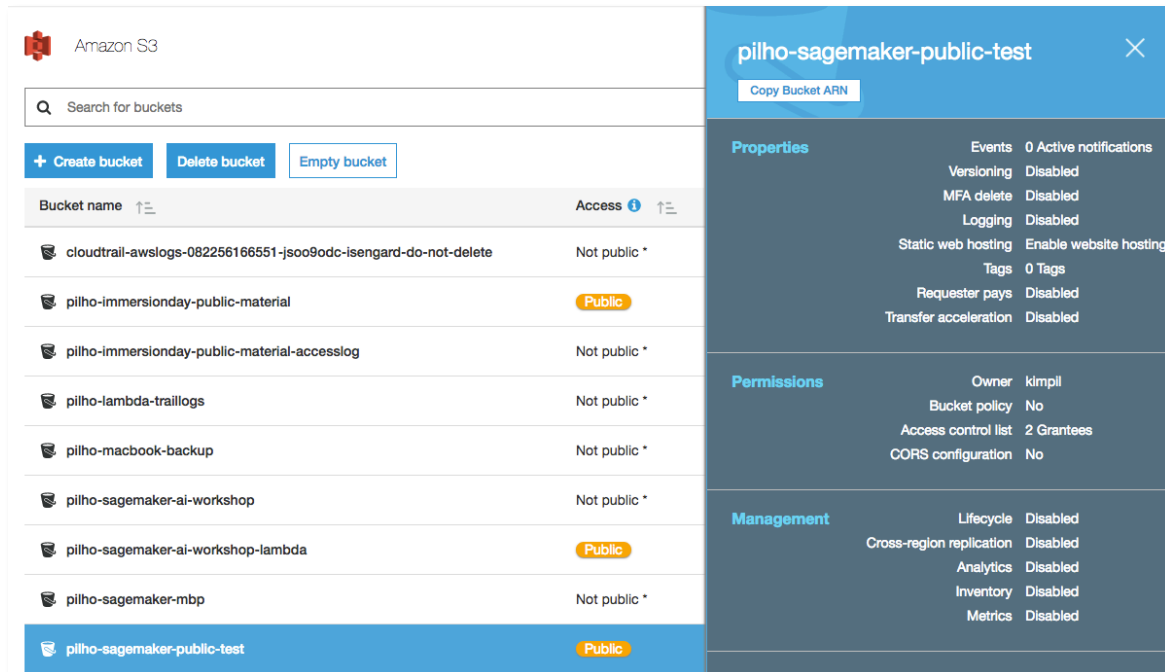 Amazon S3
Search for buckets
+ Create bucket Delete bucket Empty bucket
Bucket name Access
cloudtrail-awslogs-082256166551-jsoo9odc-isengard-do-not-delete Not public *
pilho-immersionday-public-material Public
pilho-immersionday-public-material-accesslog Not public *
pilho-lambda-traillogs Not public *
pilho-macbook-backup Not public *
pilho-sagemaker-ai-workshop Not public *
pilho-sagemaker-ai-workshop-lambda Public
pilho-sagemaker-mbp Not public *
pilho-sagemaker-public-test Public
pilho-sagemaker-public-test
Copy Bucket ARN
Properties Events 0 Active notifications
Versioning Disabled
MFA delete Disabled
Logging Disabled
Static web hosting Enable website hosting
Tags 0 Tags
Requester pays Disabled
Transfer acceleration Disabled
Permissions Owner kimpil
Bucket policy No
Access control list 2 Grantees
CORS configuration No
Management Lifecycle Disabled
Cross-region replication Disabled
Analytics Disabled
Inventory Disabled
Metrics Disabled